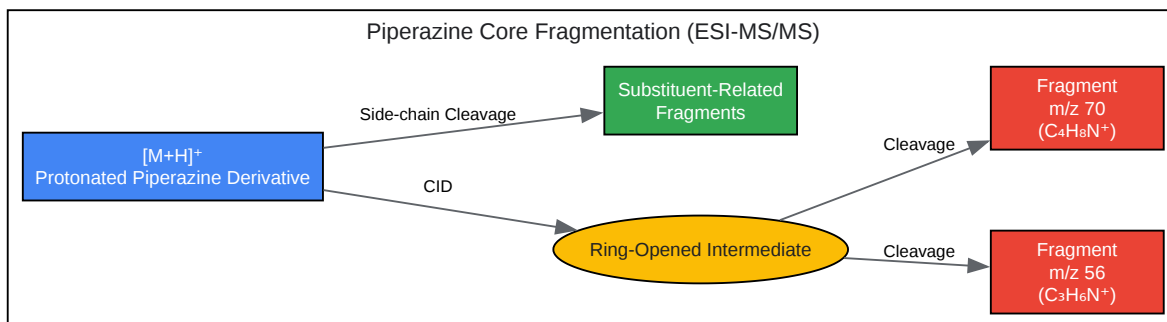 Piperazine Core Fragmentation (ESI-MS/MS)
[M+H]⁺
Protonated Piperazine Derivative
Side-chain Cleavage
CID
Substituent-Related
Fragments
Ring-Opened Intermediate
Cleavage
Cleavage
Fragment
m/z 70
(C₄H₈N⁺)
Fragment
m/z 56
(C₃H₆N⁺)